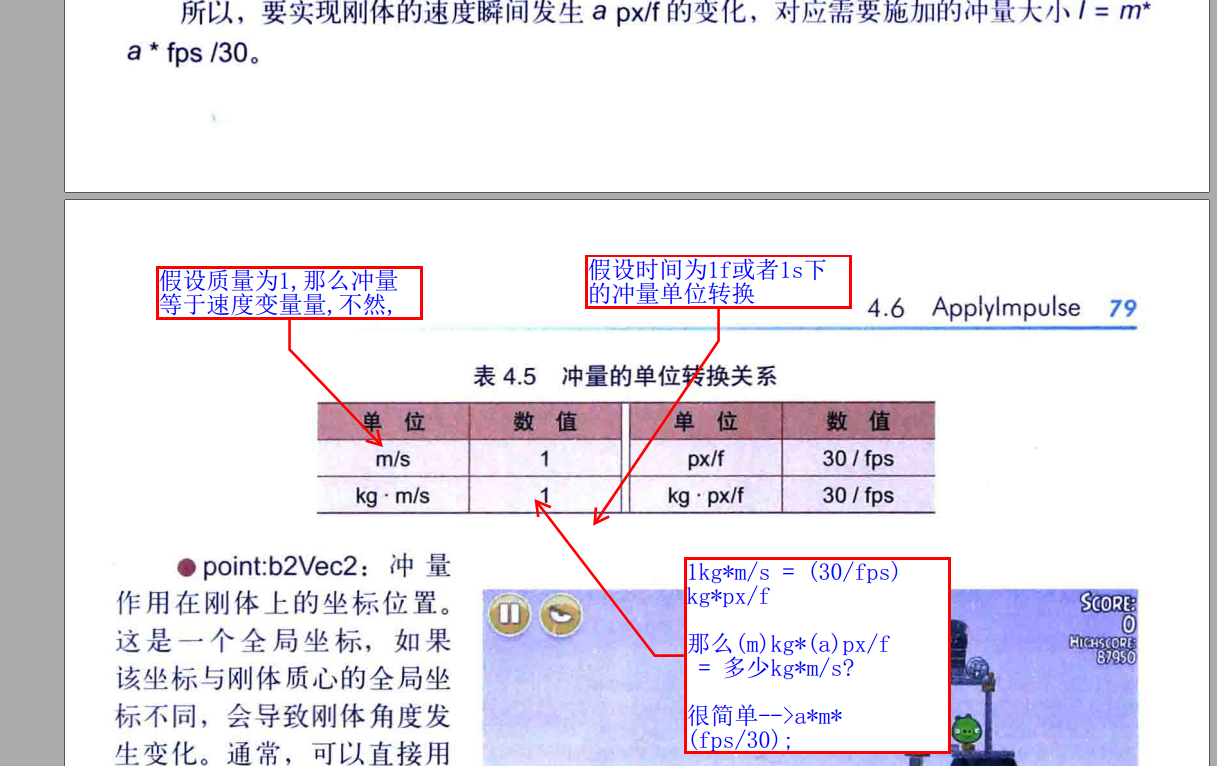 所以，要实现刚体的速度瞬间发生 a px/f 的变化，对应需要施加的冲量大小 I = m*
a * fps /30。
假设质量为1,那么冲量
等于速度变量量,不然,
假设时间为1f或者1s下
的冲量单位转换
4.6 ApplyImpulse 79
表 4.5 冲量的单位转换关系
单 位 数 值 单 位 数 值
m/s 1 px/f 30 / fps
kg · m/s 1 kg · px/f 30 / fps
●point:b2Vec2：冲 量
作用在刚体上的坐标位置。
这是一个全局坐标，如果
该坐标与刚体质心的全局坐
标不同，会导致刚体角度发
生变化。通常，可以直接用
1kg*m/s = (30/fps)
kg*px/f
那么(m)kg*(a)px/f
= 多少kg*m/s?
很简单-->a*m*
(fps/30);
SCORE:
0
HIGHSCORE:
87950